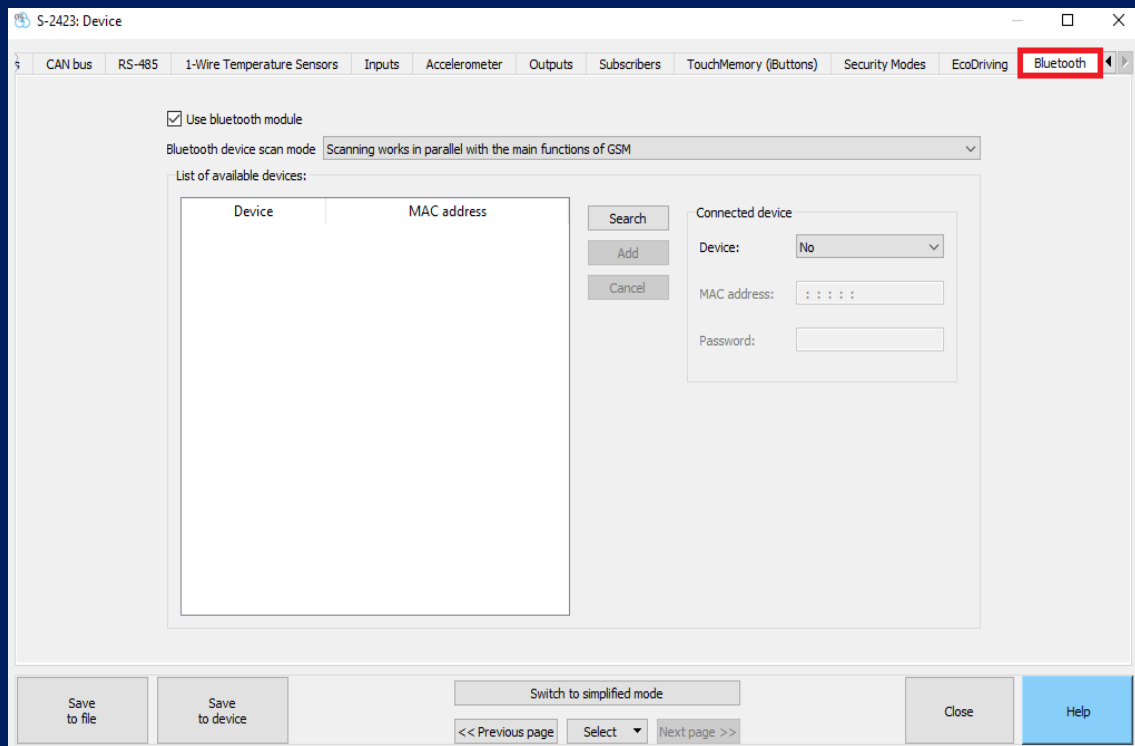 S-2423: Device
s CAN bus RS-485 1-Wire Temperature Sensors Inputs Accelerometer Outputs Subscribers TouchMemory (iButtons) Security Modes EcoDriving Bluetooth
Use bluetooth module
Bluetooth device scan mode Scanning works in parallel with the main functions of GSM
List of available devices:
Device MAC address
Search
Add
Cancel
Connected device
Device: No
MAC address: : : : : :
Password:
Save to file
Save to device
Switch to simplified mode
<< Previous page Select Next page >>
Close
Help